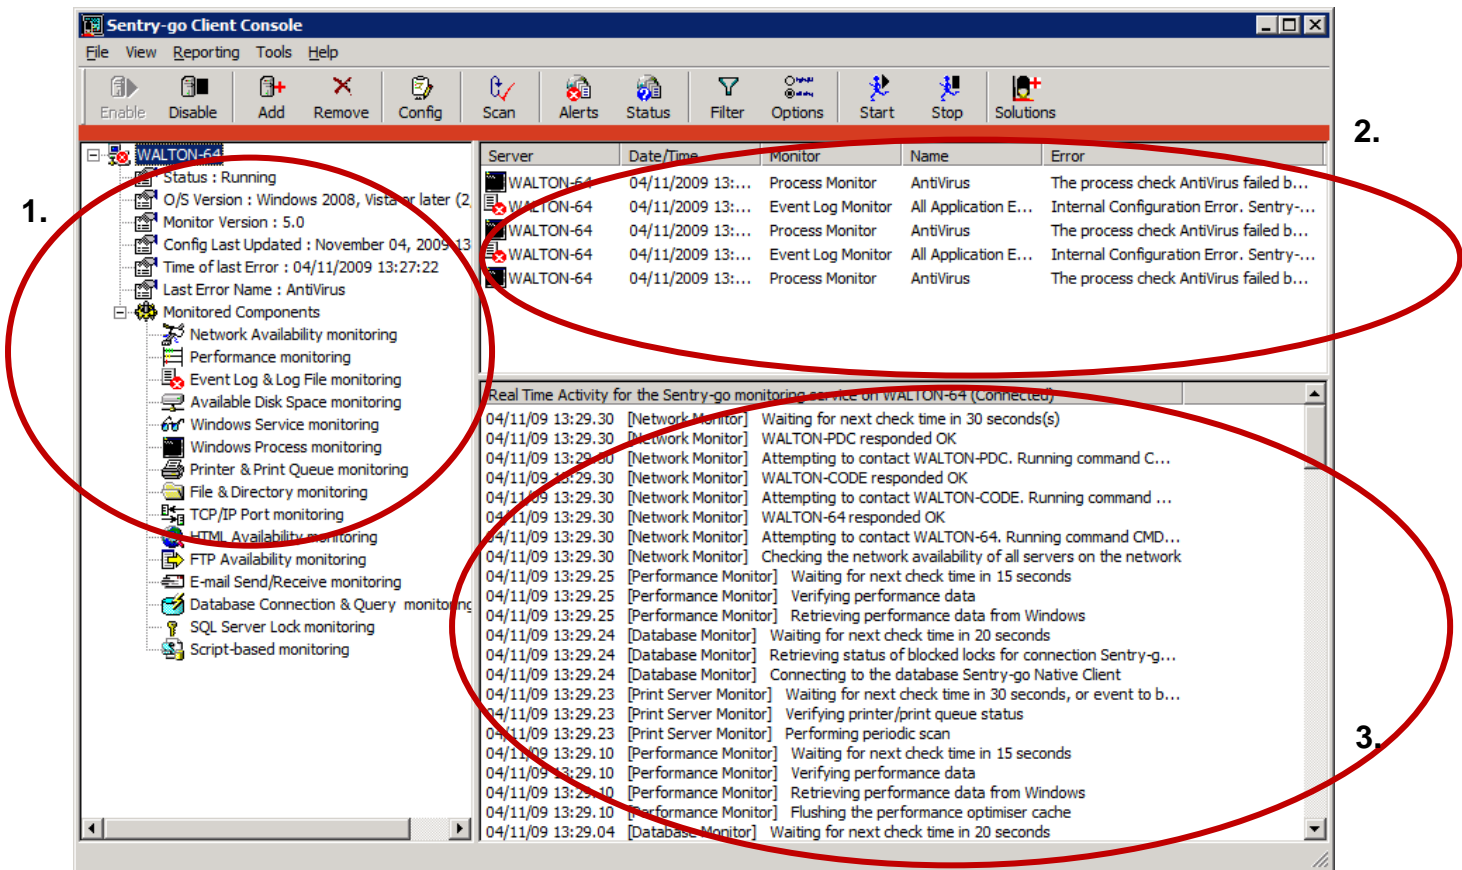 Sentry-go Client Console
File View Reporting Tools Help
Enable Disable Add Remove Config Scan Alerts Status Filter Options Start Stop Solutions
1.
WALTON-64
Status : Running
O/S Version : Windows 2008, Vista or later (2,
Monitor Version : 5.0
Config Last Updated : November 04, 2009 13
Time of last Error : 04/11/2009 13:27:22
Last Error Name : AntiVirus
Monitored Components
Network Availability monitoring
Performance monitoring
Event Log & Log File monitoring
Available Disk Space monitoring
Windows Service monitoring
Windows Process monitoring
Printer & Print Queue monitoring
File & Directory monitoring
TCP/IP Port monitoring
HTML Availability monitoring
FTP Availability monitoring
E-mail Send/Receive monitoring
Database Connection & Query monitoring
SQL Server Lock monitoring
Script-based monitoring
2.
Server Date/Time Monitor Name Error
WALTON-64 04/11/2009 13:... Process Monitor AntiVirus The process check AntiVirus failed b...
WALTON-64 04/11/2009 13:... Event Log Monitor All Application E... Internal Configuration Error. Sentry-...
WALTON-64 04/11/2009 13:... Process Monitor AntiVirus The process check AntiVirus failed b...
WALTON-64 04/11/2009 13:... Event Log Monitor All Application E... Internal Configuration Error. Sentry-...
WALTON-64 04/11/2009 13:... Process Monitor AntiVirus The process check AntiVirus failed b...
Real Time Activity for the Sentry-go monitoring service on WALTON-64 (Connected)
04/11/09 13:29.30 [Network Monitor] Waiting for next check time in 30 seconds(s)
04/11/09 13:29.30 [Network Monitor] WALTON-PDC responded OK
04/11/09 13:29.30 [Network Monitor] Attempting to contact WALTON-PDC. Running command C...
04/11/09 13:29.30 [Network Monitor] WALTON-CODE responded OK
04/11/09 13:29.30 [Network Monitor] Attempting to contact WALTON-CODE. Running command ...
04/11/09 13:29.30 [Network Monitor] WALTON-64 responded OK
04/11/09 13:29.30 [Network Monitor] Attempting to contact WALTON-64. Running command CMD...
04/11/09 13:29.30 [Network Monitor] Checking the network availability of all servers on the network
04/11/09 13:29.25 [Performance Monitor] Waiting for next check time in 15 seconds
04/11/09 13:29.25 [Performance Monitor] Verifying performance data
04/11/09 13:29.25 [Performance Monitor] Retrieving performance data from Windows
04/11/09 13:29.24 [Database Monitor] Waiting for next check time in 20 seconds
04/11/09 13:29.24 [Database Monitor] Retrieving status of blocked locks for connection Sentry-g...
04/11/09 13:29.24 [Database Monitor] Connecting to the database Sentry-go Native Client
04/11/09 13:29.23 [Print Server Monitor] Waiting for next check time in 30 seconds, or event to b...
04/11/09 13:29.23 [Print Server Monitor] Verifying printer/print queue status
04/11/09 13:29.23 [Print Server Monitor] Performing periodic scan
04/11/09 13:29.10 [Performance Monitor] Waiting for next check time in 15 seconds
04/11/09 13:29.10 [Performance Monitor] Verifying performance data
04/11/09 13:29.10 [Performance Monitor] Retrieving performance data from Windows
04/11/09 13:29.10 [Performance Monitor] Flushing the performance optimiser cache
04/11/09 13:29.04 [Database Monitor] Waiting for next check time in 20 seconds
3.